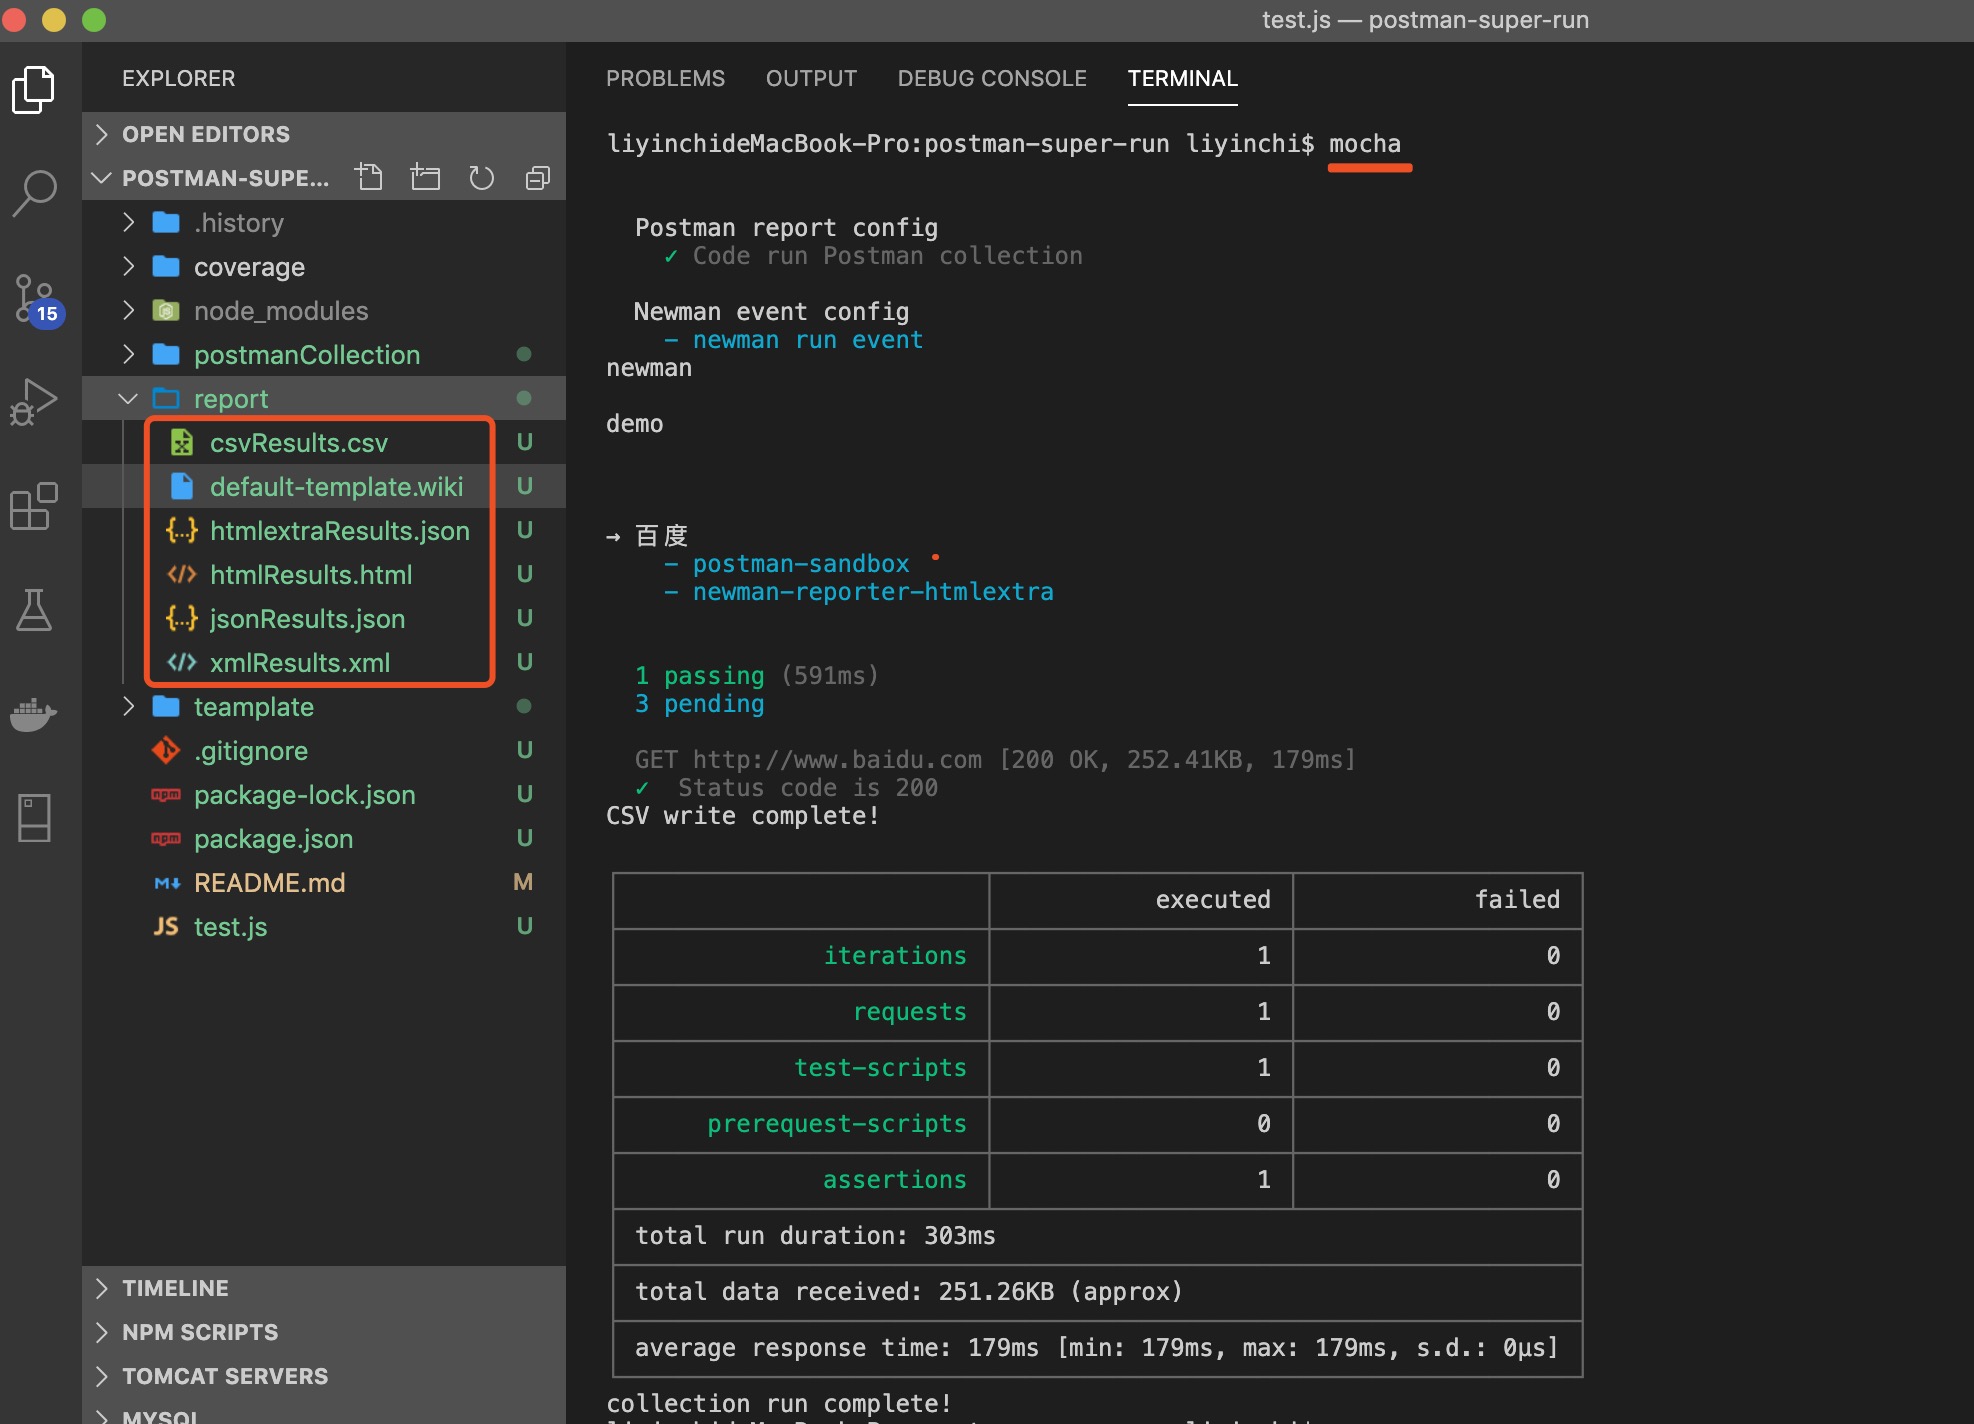 test.js — postman-super-run
EXPLORER
OPEN EDITORS
POSTMAN-SUPE...
.history
coverage
node_modules
postmanCollection
report
csvResults.csv U
default-template.wiki U
{...} htmlextraResults.json U
</> htmlResults.html U
{...} jsonResults.json U
</> xmlResults.xml U
teamplate
.gitignore U
npm package-lock.json U
npm package.json U
M↓ README.md M
JS test.js U
15
TIMELINE
NPM SCRIPTS
TOMCAT SERVERS
MYSQL
PROBLEMS OUTPUT DEBUG CONSOLE TERMINAL
liyinchideMacBook-Pro:postman-super-run liyinchi$ mocha
Postman report config
✓ Code run Postman collection
Newman event config
- newman run event
newman
demo
→ 百度
- postman-sandbox
- newman-reporter-htmlextra
1 passing (591ms)
3 pending
GET http://www.baidu.com [200 OK, 252.41KB, 179ms]
✓ Status code is 200
CSV write complete!
executed failed
iterations 1 0
requests 1 0
test-scripts 1 0
prerequest-scripts 0 0
assertions 1 0
total run duration: 303ms
total data received: 251.26KB (approx)
average response time: 179ms [min: 179ms, max: 179ms, s.d.: 0µs]
collection run complete!